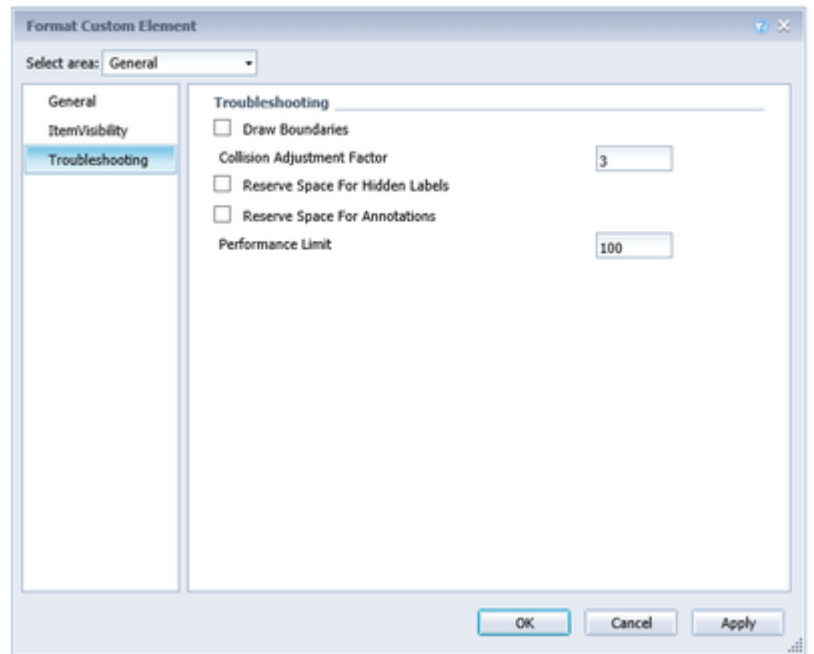 Format Custom Element
Select area: General
General
ItemVisibility
Troubleshooting
Troubleshooting
Draw Boundaries
Collision Adjustment Factor 3
Reserve Space For Hidden Labels
Reserve Space For Annotations
Performance Limit 100
OK Cancel Apply